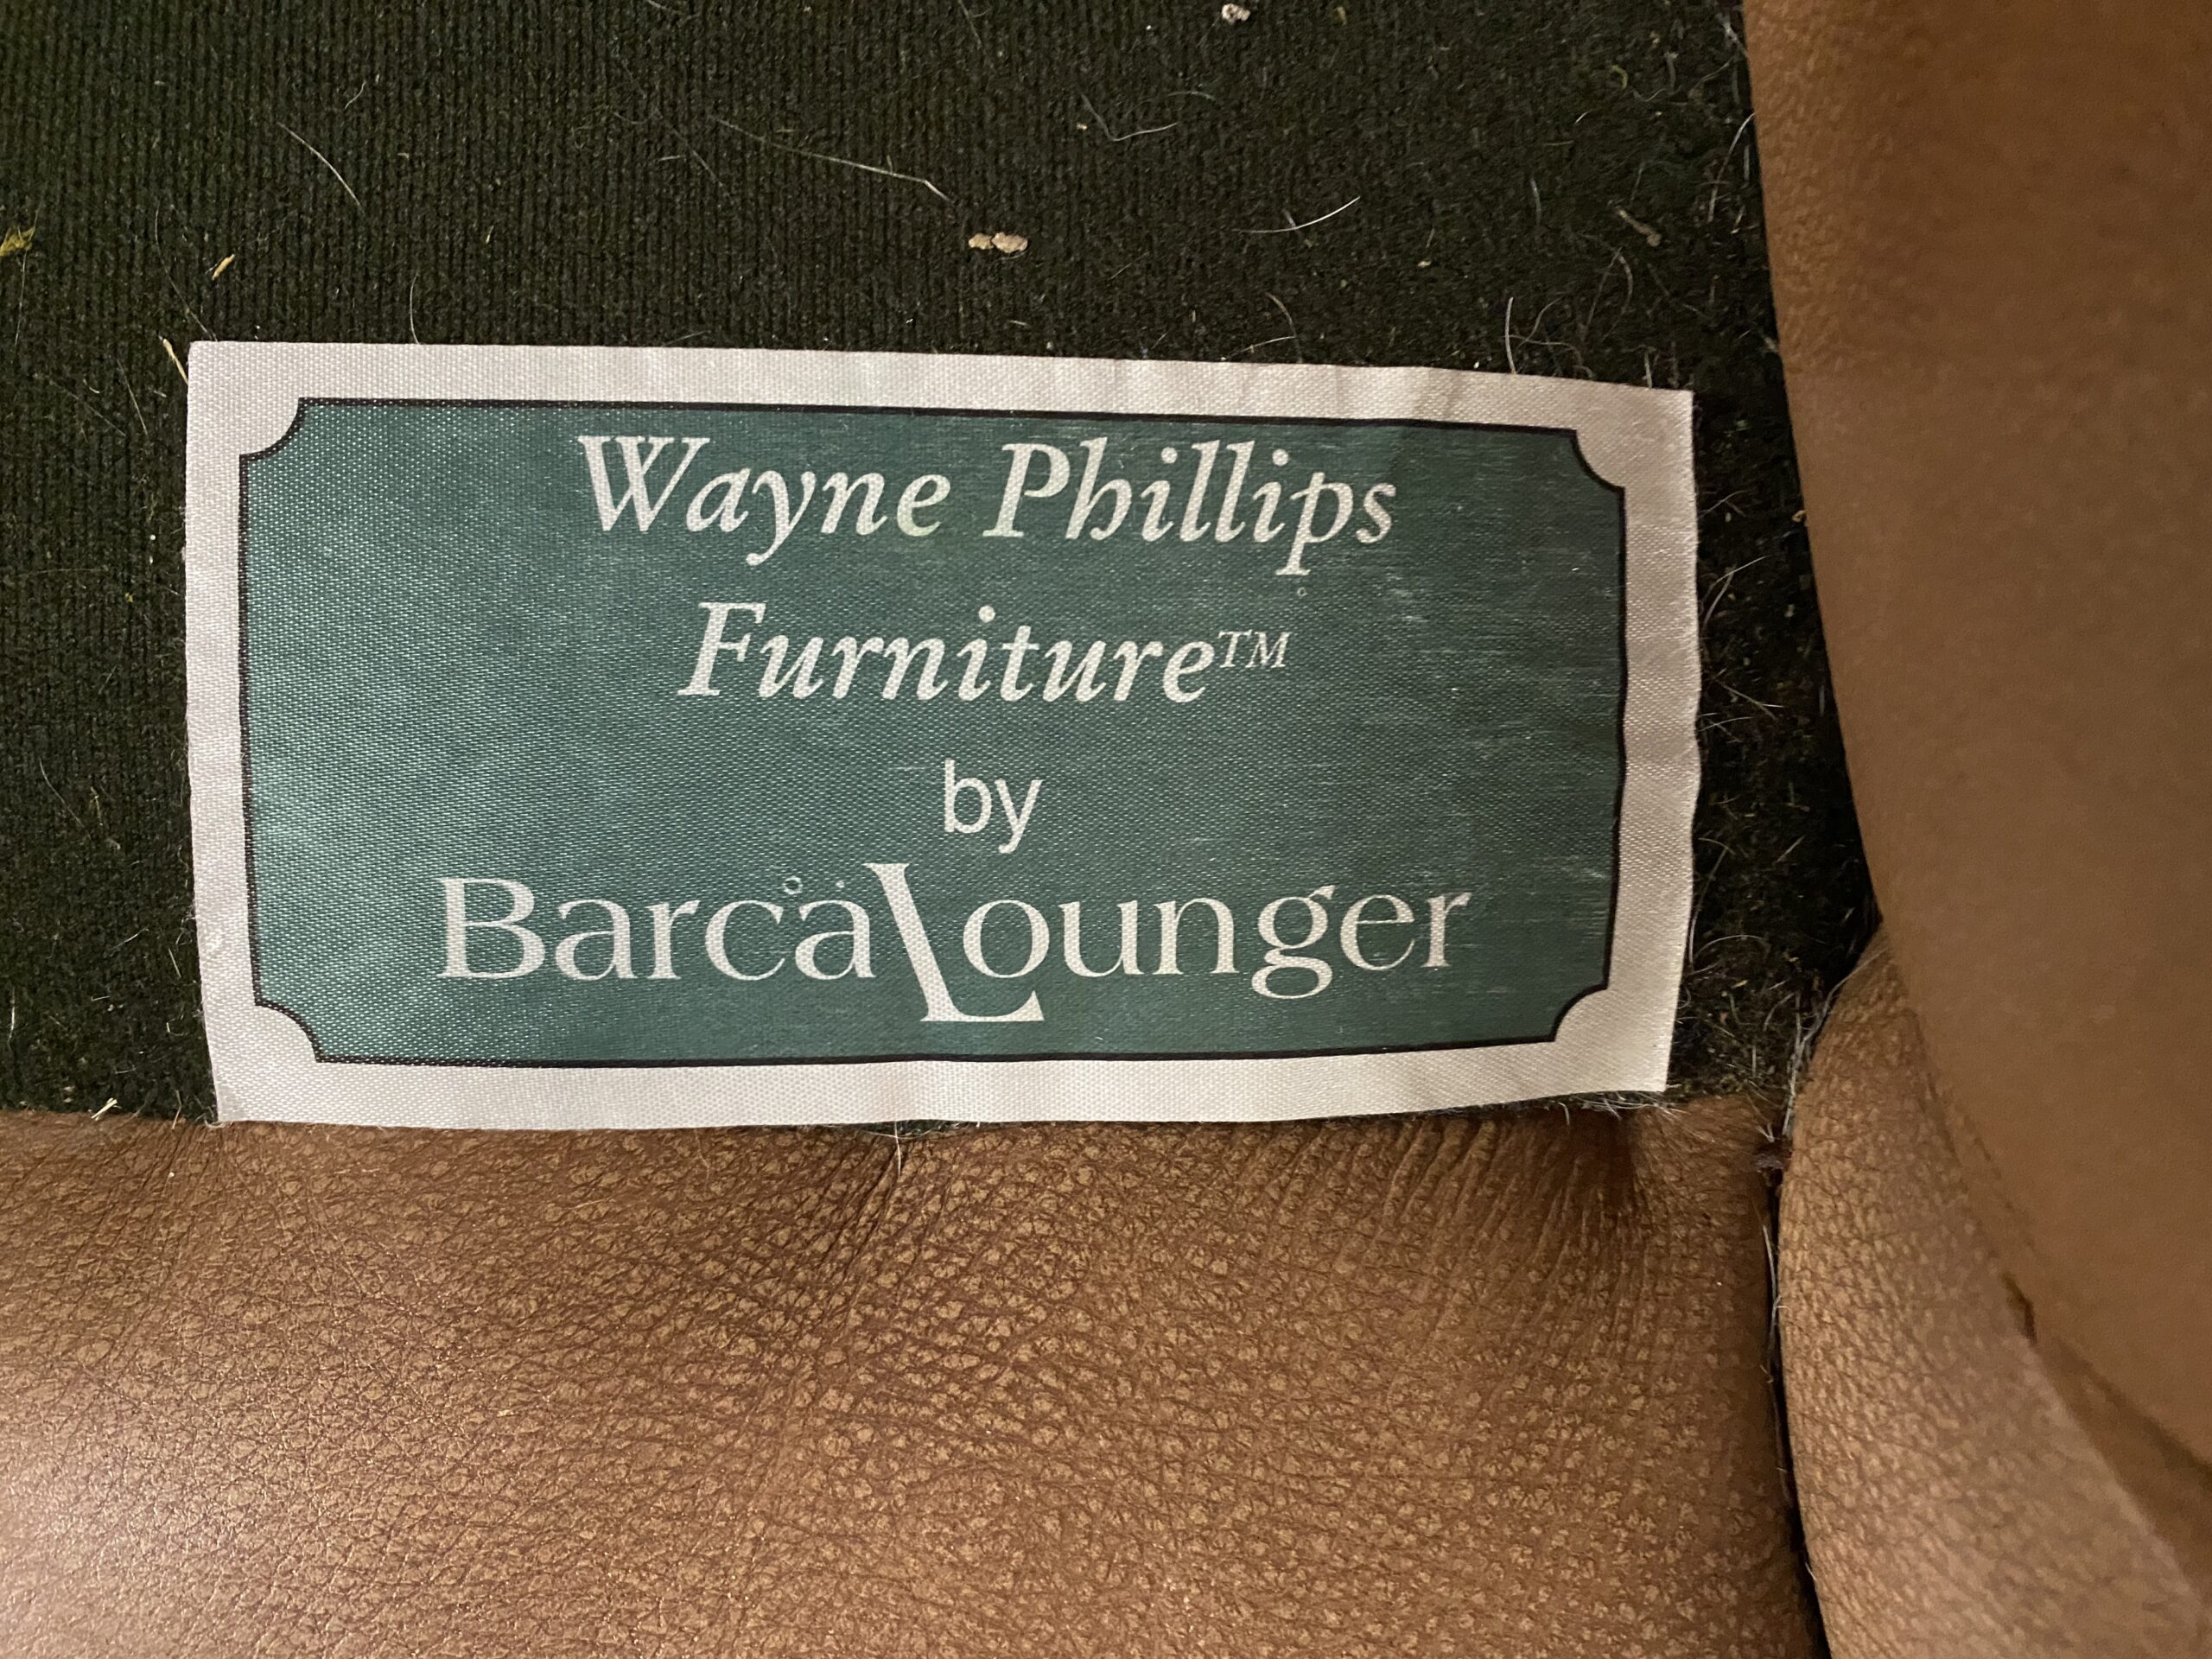 Wayne Phillips
Furniture™
by
BarcaLounger